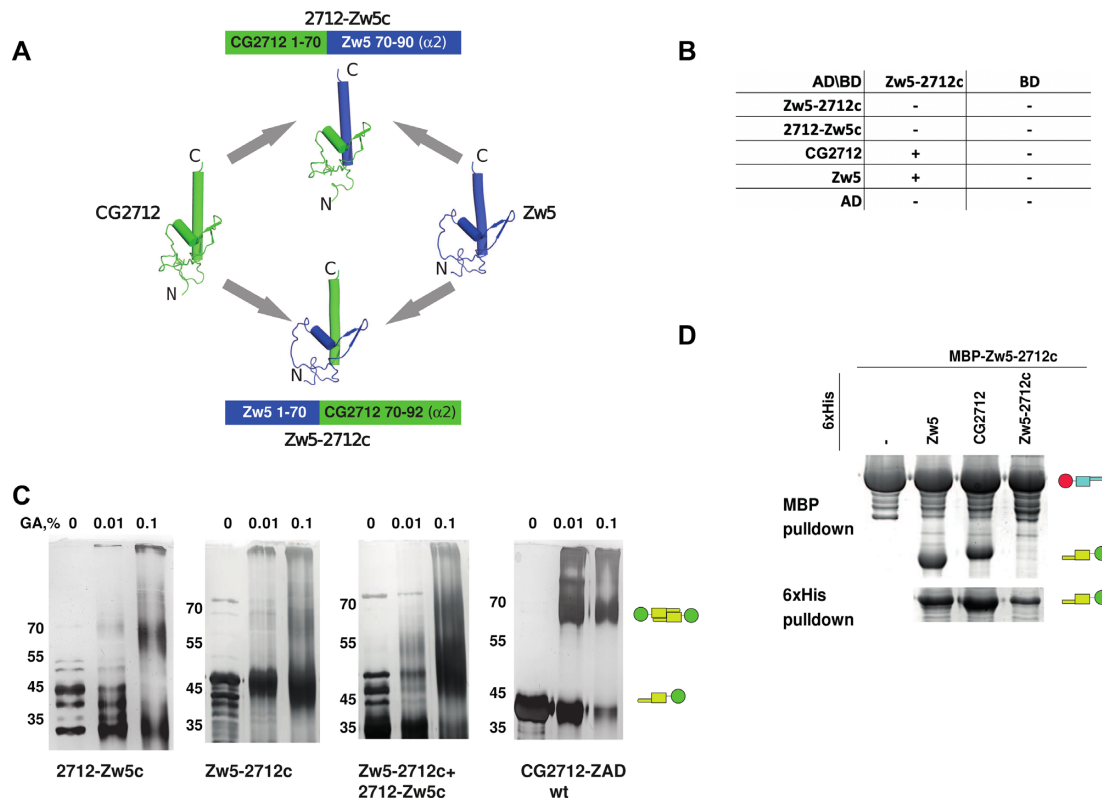 A
2712-Zw5c
CG2712 1-70 Zw5 70-90 (α2)
C
C
C
CG2712
Zw5
N
N
N
C
N
Zw5 1-70 CG2712 70-92 (α2)
Zw5-2712c
B
AD\BD Zw5-2712c BD
Zw5-2712c - -
2712-Zw5c - -
CG2712 + -
Zw5 + -
AD - -
C
GA,% 0 0.01 0.1
70
55
45
35
2712-Zw5c
0 0.01 0.1
70
55
45
35
Zw5-2712c
0 0.01 0.1
70
55
45
35
Zw5-2712c+
2712-Zw5c
0 0.01 0.1
70
55
45
35
CG2712-ZAD
wt
D
MBP-Zw5-2712c
6xHis
-
Zw5
CG2712
Zw5-2712c
MBP
pulldown
6xHis
pulldown